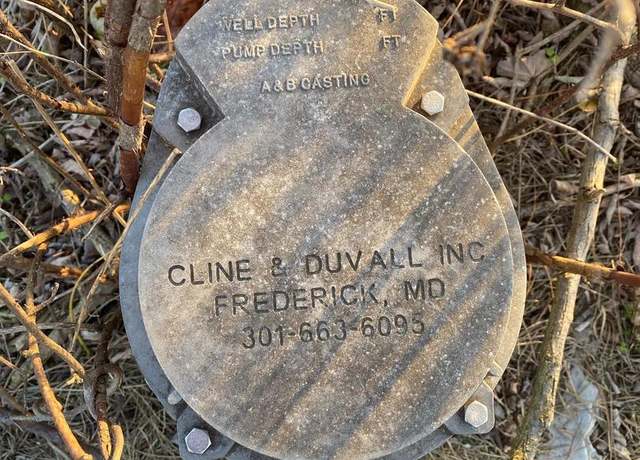 WELL DEPTH FT
PUMP DEPTH FT
A&B CASTING
CLINE & DUVALL INC
FREDERICK, MD
301-663-6095